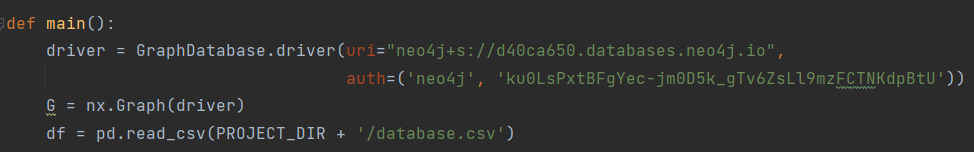 def main():
    driver = GraphDatabase.driver(uri="neo4j+s://d40ca650.databases.neo4j.io",
                                  auth=('neo4j', 'ku0LsPxtBFgYec-jm0D5k_gTv6ZsLl9mzFCTNKdpBtU'))
    G = nx.Graph(driver)
    df = pd.read_csv(PROJECT_DIR + '/database.csv')